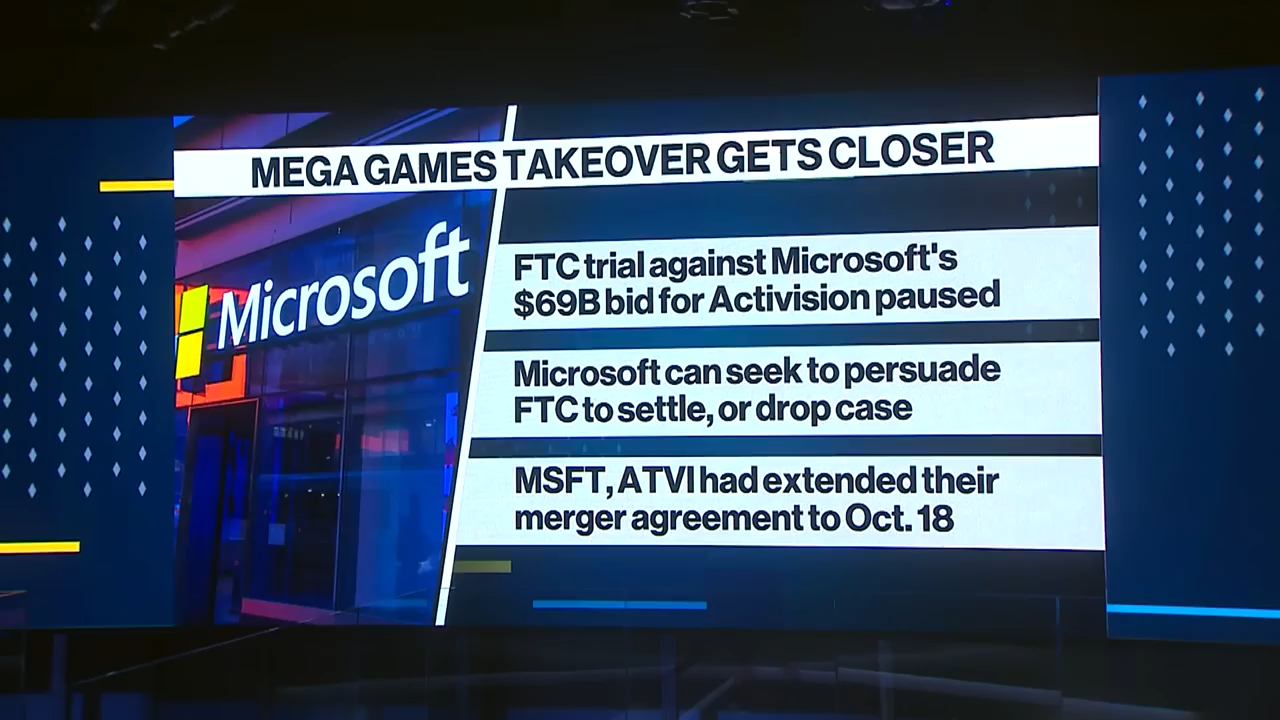 MEGA GAMES TAKEOVER GETS CLOSER
Microsoft
FTC trial against Microsoft's
$69B bid for Activision paused
Microsoft can seek to persuade
FTC to settle, or drop case
MSFT, ATVI had extended their
merger agreement to Oct. 18